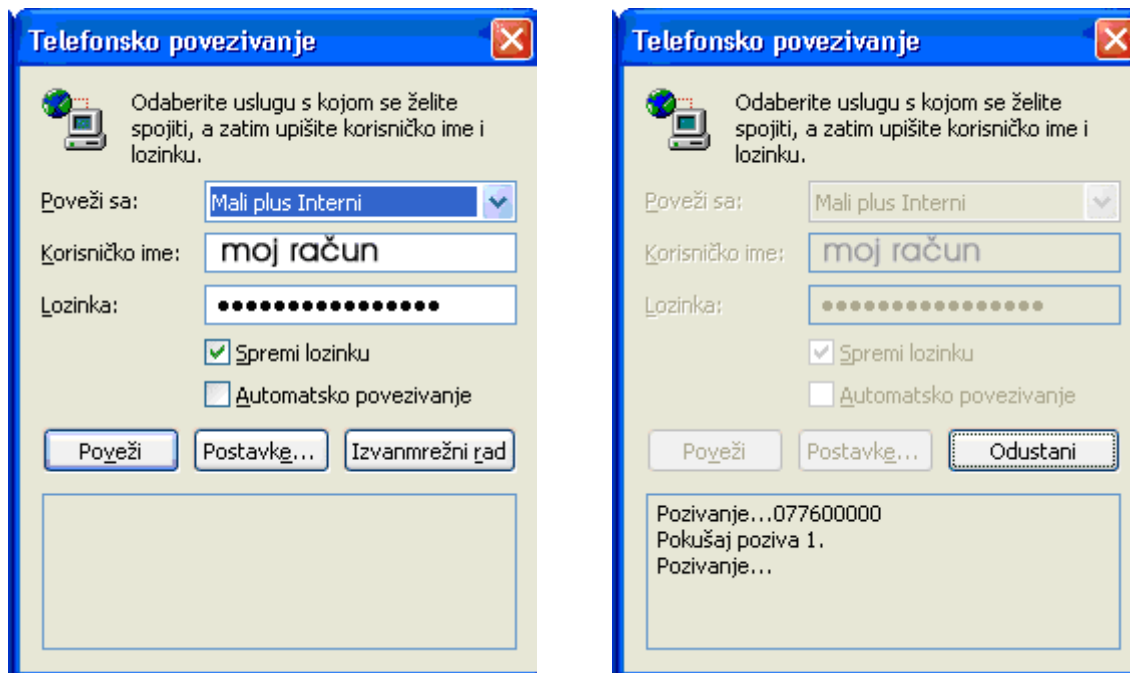 Telefonsko povezivanje
Odaberite uslugu s kojom se želite
spojiti, a zatim upišite korisničko ime i
lozinku.
Poveži sa: Mali plus Interni
Korisničko ime: moj račun
Lozinka: ••••••••••••••••
Spremi lozinku
Automatsko povezivanje
Poveži Postavke... Izvanmrežni rad
Telefonsko povezivanje
Odaberite uslugu s kojom se želite
spojiti, a zatim upišite korisničko ime i
lozinku.
Poveži sa: Mali plus Interni
Korisničko ime: moj račun
Lozinka: ••••••••••••••••
Spremi lozinku
Automatsko povezivanje
Poveži Postavke... Odustani
Pozivanje...077600000
Pokušaj poziva 1.
Pozivanje...